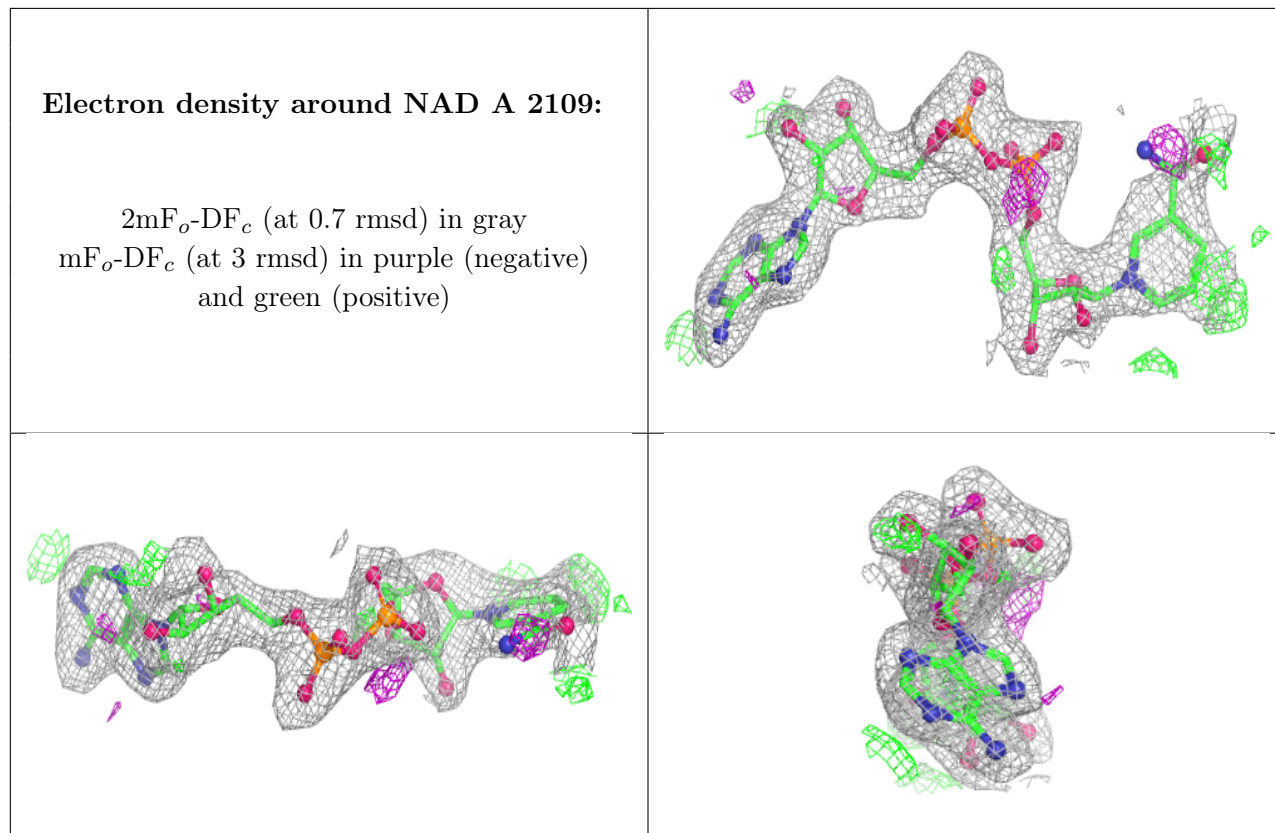 Electron density around NAD A 2109:
2mFₒ-DF𝒸 (at 0.7 rmsd) in gray
mFₒ-DF𝒸 (at 3 rmsd) in purple (negative)
and green (positive)